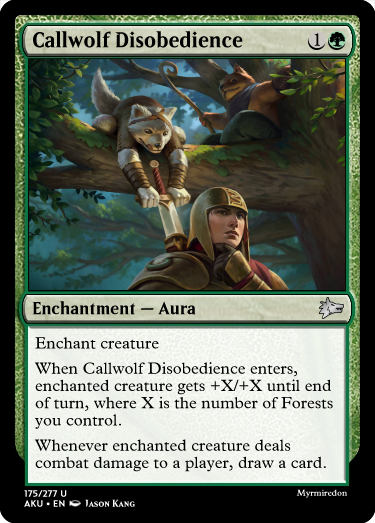 Callwolf Disobedience 1
Enchantment — Aura
Enchant creature
When Callwolf Disobedience enters,
enchanted creature gets +X/+X until end
of turn, where X is the number of Forests
you control.
Whenever enchanted creature deals
combat damage to a player, draw a card.
175/277 U
Myrmiredon
AKU • EN Jason Kang